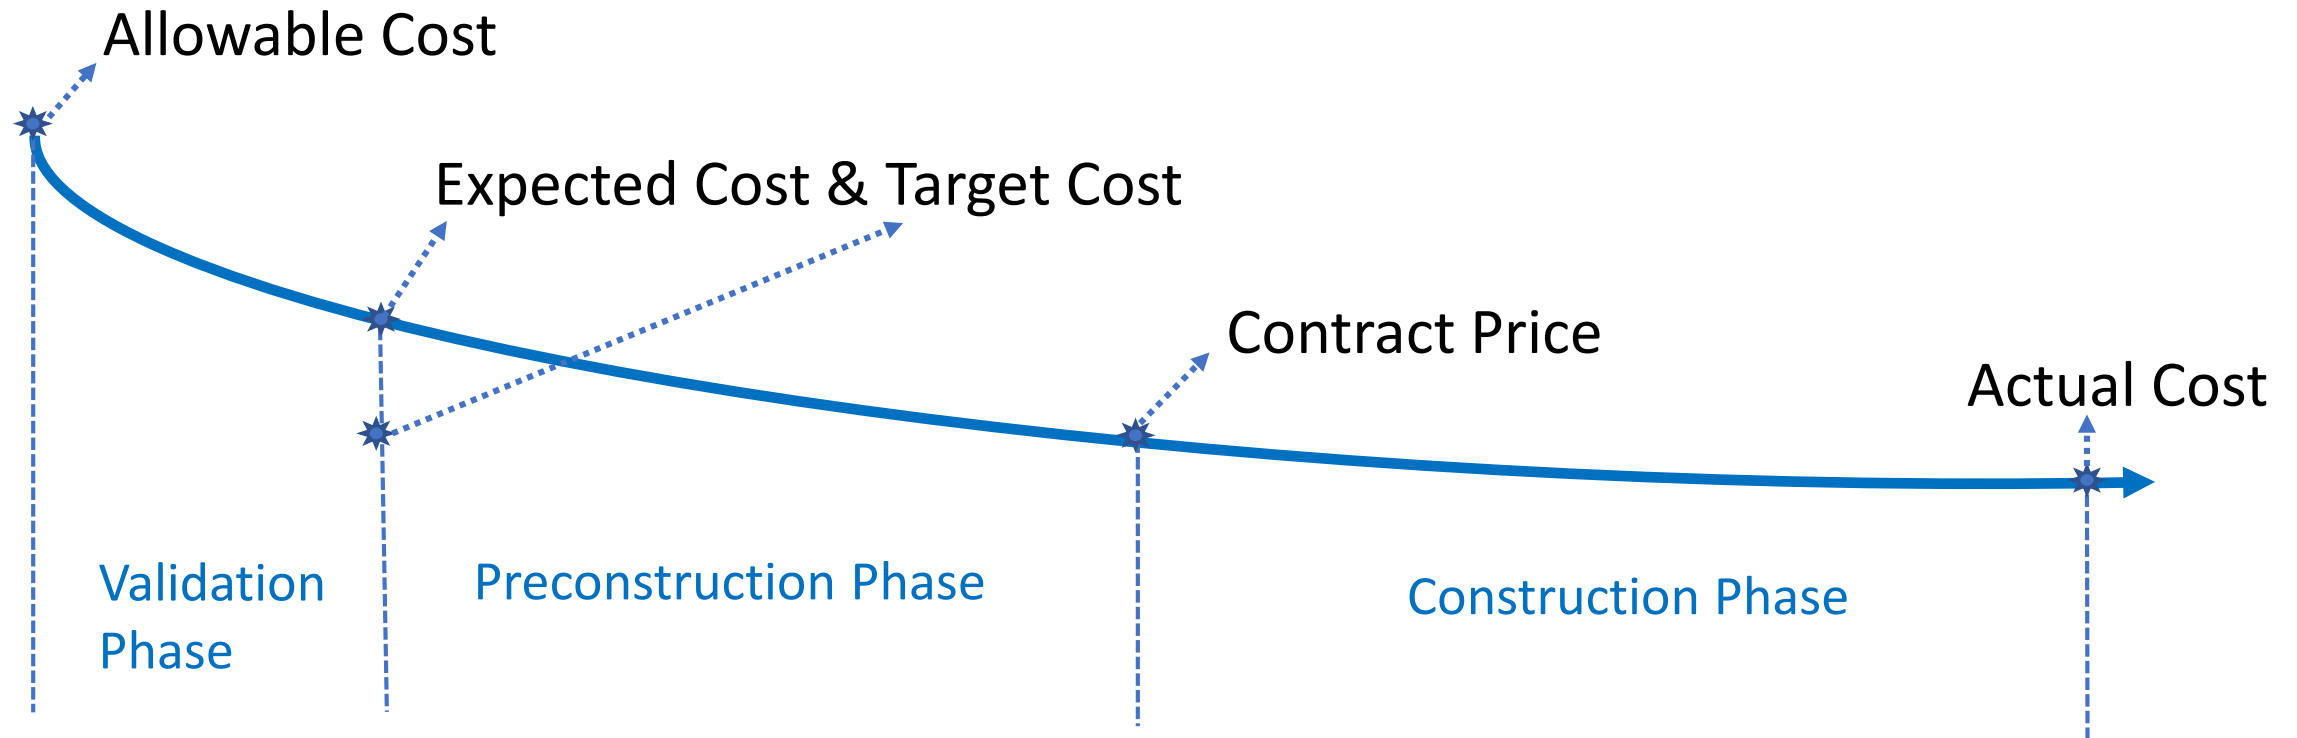 Allowable Cost
Expected Cost & Target Cost
Contract Price
Actual Cost
Validation
Phase
Preconstruction Phase
Construction Phase